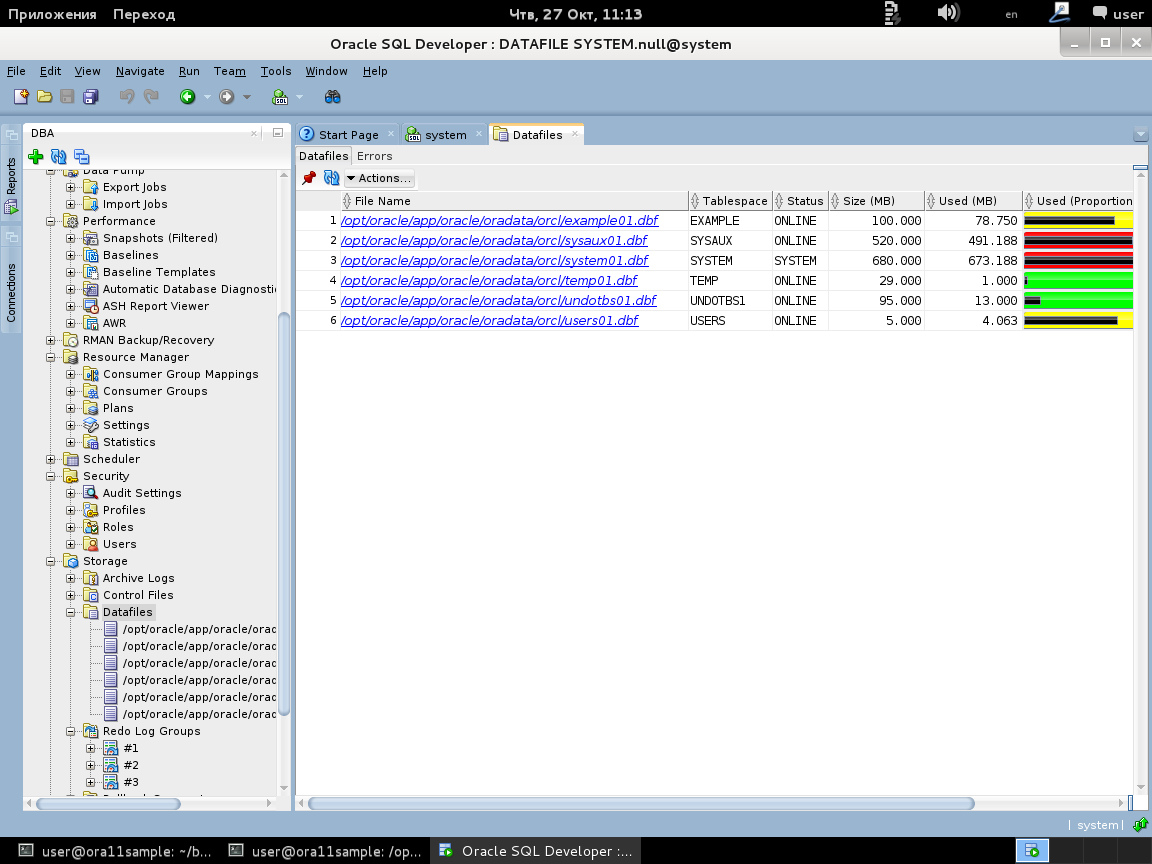 Приложения Переход Чтв, 27 Окт, 11:13 en user
Oracle SQL Developer : DATAFILE SYSTEM.null@system
File Edit View Navigate Run Team Tools Window Help
Reports
Connections
DBA
Data Pump
Export Jobs
Import Jobs
Performance
Snapshots (Filtered)
Baselines
Baseline Templates
Automatic Database Diagnosti
ASH Report Viewer
AWR
RMAN Backup/Recovery
Resource Manager
Consumer Group Mappings
Consumer Groups
Plans
Settings
Statistics
Scheduler
Security
Audit Settings
Profiles
Roles
Users
Storage
Archive Logs
Control Files
Datafiles
/opt/oracle/app/oracle/orac
/opt/oracle/app/oracle/orac
/opt/oracle/app/oracle/orac
/opt/oracle/app/oracle/orac
/opt/oracle/app/oracle/orac
/opt/oracle/app/oracle/orac
Redo Log Groups
#1
#2
#3
Start Page system Datafiles
Datafiles Errors
Actions...
File Name Tablespace Status Size (MB) Used (MB) Used (Proportion
1 /opt/oracle/app/oracle/oradata/orcl/example01.dbf EXAMPLE ONLINE 100.000 78.750
2 /opt/oracle/app/oracle/oradata/orcl/sysaux01.dbf SYSAUX ONLINE 520.000 491.188
3 /opt/oracle/app/oracle/oradata/orcl/system01.dbf SYSTEM SYSTEM 680.000 673.188
4 /opt/oracle/app/oracle/oradata/orcl/temp01.dbf TEMP ONLINE 29.000 1.000
5 /opt/oracle/app/oracle/oradata/orcl/undotbs01.dbf UNDOTBS1 ONLINE 95.000 13.000
6 /opt/oracle/app/oracle/oradata/orcl/users01.dbf USERS ONLINE 5.000 4.063
| system |
user@ora11sample: ~/b... user@ora11sample: /op... Oracle SQL Developer :...